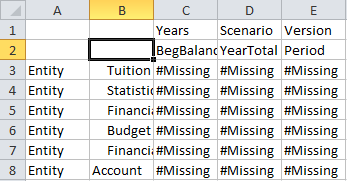 A B C D E
1 Years Scenario Version
2 BegBalanc YearTotal Period
3 Entity Tuition #Missing #Missing #Missing
4 Entity Statistic #Missing #Missing #Missing
5 Entity Financia #Missing #Missing #Missing
6 Entity Budget #Missing #Missing #Missing
7 Entity Financia #Missing #Missing #Missing
8 Entity Account #Missing #Missing #Missing